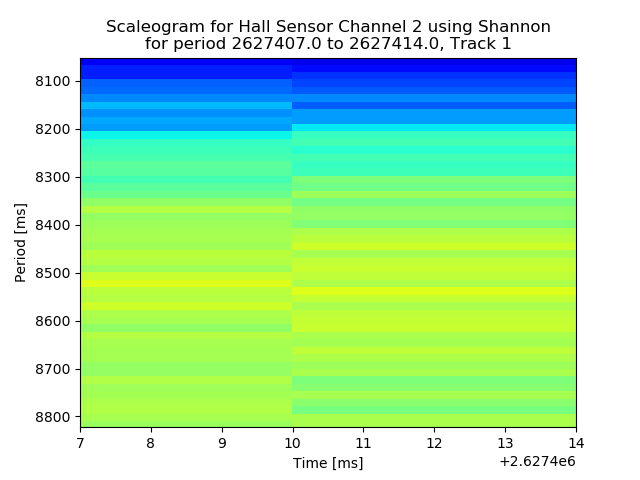 Scaleogram for Hall Sensor Channel 2 using Shannon
for period 2627407.0 to 2627414.0, Track 1
8100
8200
8300
8400
8500
8600
8700
8800
Period [ms]
7 8 9 10 11 12 13 14
Time [ms]
+2.6274e6